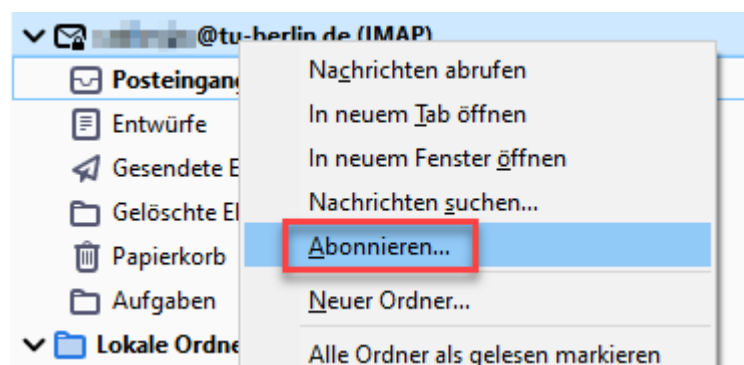 @tu-berlin.de (IMAP)
Posteingang
Nachrichten abrufen
Entwürfe
In neuem Tab öffnen
Gesendete E
In neuem Fenster öffnen
Gelöschte El
Nachrichten suchen...
Papierkorb
Abonnieren...
Aufgaben
Neuer Ordner...
Lokale Ordne
Alle Ordner als gelesen markieren